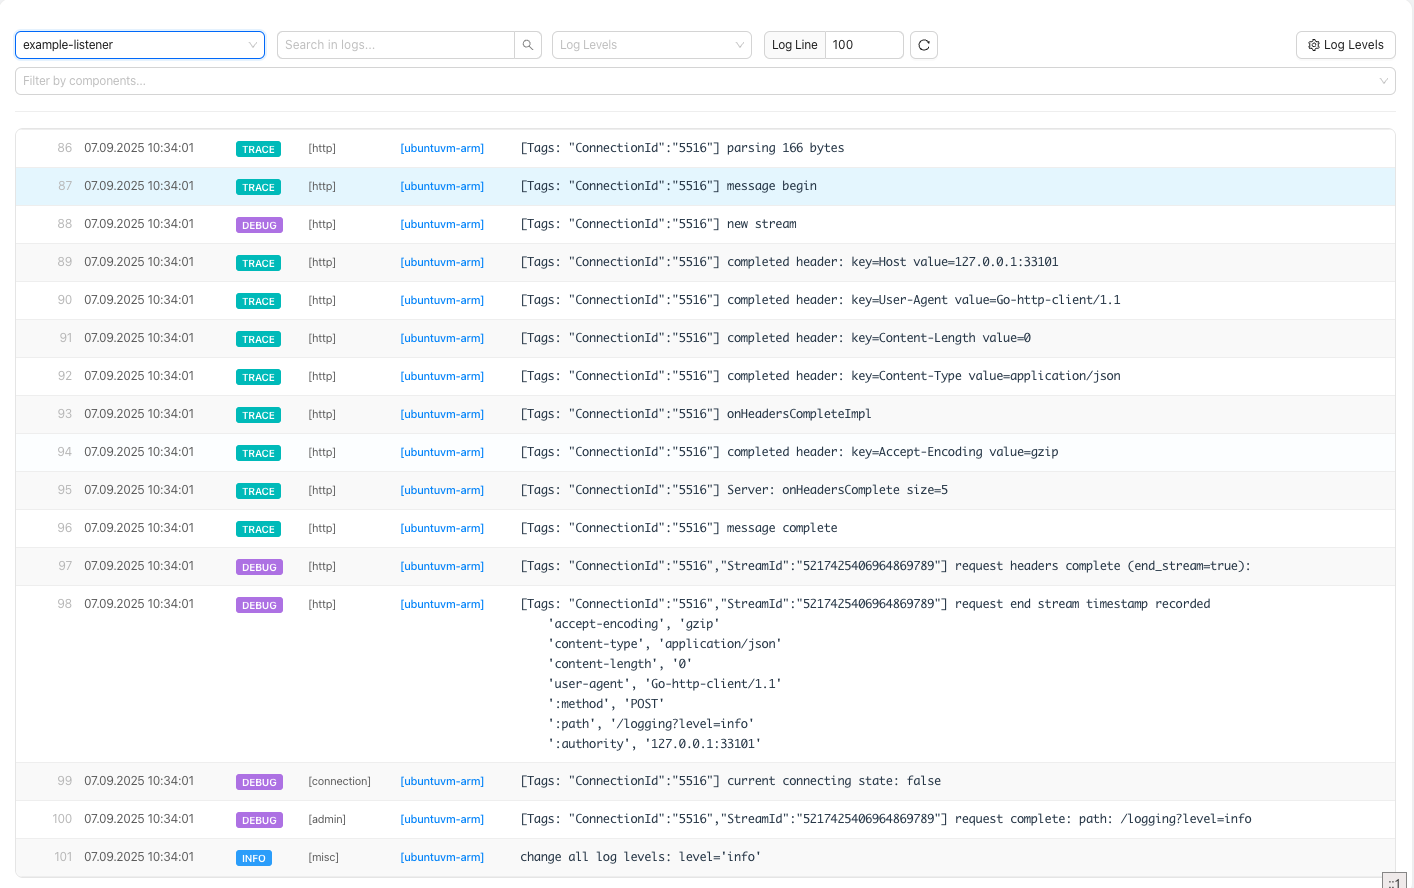 example-listener Search in logs... Log Levels Log Line 100 Log Levels
Filter by components...
86 07.09.2025 10:34:01 TRACE [http] [ubuntuvm-arm] [Tags: "ConnectionId":"5516"] parsing 166 bytes
87 07.09.2025 10:34:01 TRACE [http] [ubuntuvm-arm] [Tags: "ConnectionId":"5516"] message begin
88 07.09.2025 10:34:01 DEBUG [http] [ubuntuvm-arm] [Tags: "ConnectionId":"5516"] new stream
89 07.09.2025 10:34:01 TRACE [http] [ubuntuvm-arm] [Tags: "ConnectionId":"5516"] completed header: key=Host value=127.0.0.1:33101
90 07.09.2025 10:34:01 TRACE [http] [ubuntuvm-arm] [Tags: "ConnectionId":"5516"] completed header: key=User-Agent value=Go-http-client/1.1
91 07.09.2025 10:34:01 TRACE [http] [ubuntuvm-arm] [Tags: "ConnectionId":"5516"] completed header: key=Content-Length value=0
92 07.09.2025 10:34:01 TRACE [http] [ubuntuvm-arm] [Tags: "ConnectionId":"5516"] completed header: key=Content-Type value=application/json
93 07.09.2025 10:34:01 TRACE [http] [ubuntuvm-arm] [Tags: "ConnectionId":"5516"] onHeadersCompleteImpl
94 07.09.2025 10:34:01 TRACE [http] [ubuntuvm-arm] [Tags: "ConnectionId":"5516"] completed header: key=Accept-Encoding value=gzip
95 07.09.2025 10:34:01 TRACE [http] [ubuntuvm-arm] [Tags: "ConnectionId":"5516"] Server: onHeadersComplete size=5
96 07.09.2025 10:34:01 TRACE [http] [ubuntuvm-arm] [Tags: "ConnectionId":"5516"] message complete
97 07.09.2025 10:34:01 DEBUG [http] [ubuntuvm-arm] [Tags: "ConnectionId":"5516","StreamId":"5217425406964869789"] request headers complete (end_stream=true):
98 07.09.2025 10:34:01 DEBUG [http] [ubuntuvm-arm] [Tags: "ConnectionId":"5516","StreamId":"5217425406964869789"] request end stream timestamp recorded
'accept-encoding', 'gzip'
'content-type', 'application/json'
'content-length', '0'
'user-agent', 'Go-http-client/1.1'
':method', 'POST'
':path', '/logging?level=info'
':authority', '127.0.0.1:33101'
99 07.09.2025 10:34:01 DEBUG [connection] [ubuntuvm-arm] [Tags: "ConnectionId":"5516"] current connecting state: false
100 07.09.2025 10:34:01 DEBUG [admin] [ubuntuvm-arm] [Tags: "ConnectionId":"5516","StreamId":"5217425406964869789"] request complete: path: /logging?level=info
101 07.09.2025 10:34:01 INFO [misc] [ubuntuvm-arm] change all log levels: level='info'
::1